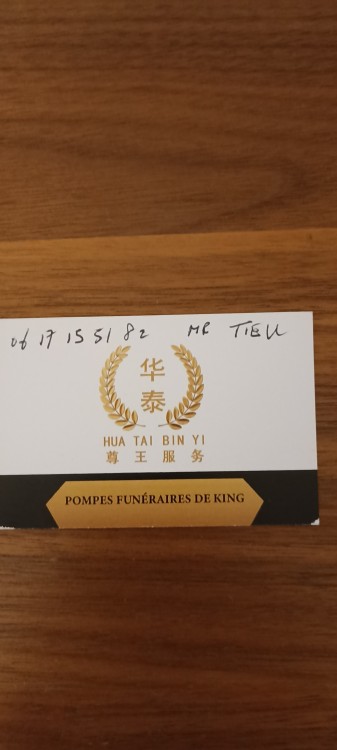 06 17 15 51 82 MR TIEU
华
泰
HUA TAI BIN YI
尊王服务
POMPES FUNÉRAIRES DE KING